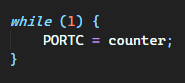 while (1) {
    PORTC = counter;
}